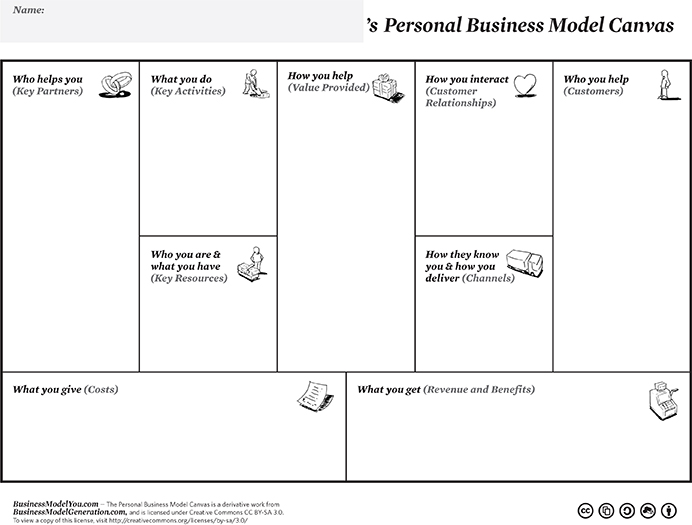 Name:
’s Personal Business Model Canvas
Who helps you
(Key Partners)
What you do
(Key Activities)
How you help
(Value Provided)
How you interact
(Customer
Relationships)
Who you help
(Customers)
Who you are &
what you have
(Key Resources)
How they know
you & how you
deliver (Channels)
What you give (Costs)
What you get (Revenue and Benefits)
BusinessModelYou.com – The Personal Business Model Canvas is a derivative work from
BusinessModelGeneration.com, and is licensed under Creative Commons CC BY-SA 3.0.
To view a copy of this license, visit http://creativecommons.org/licenses/by-sa/3.0/
cc